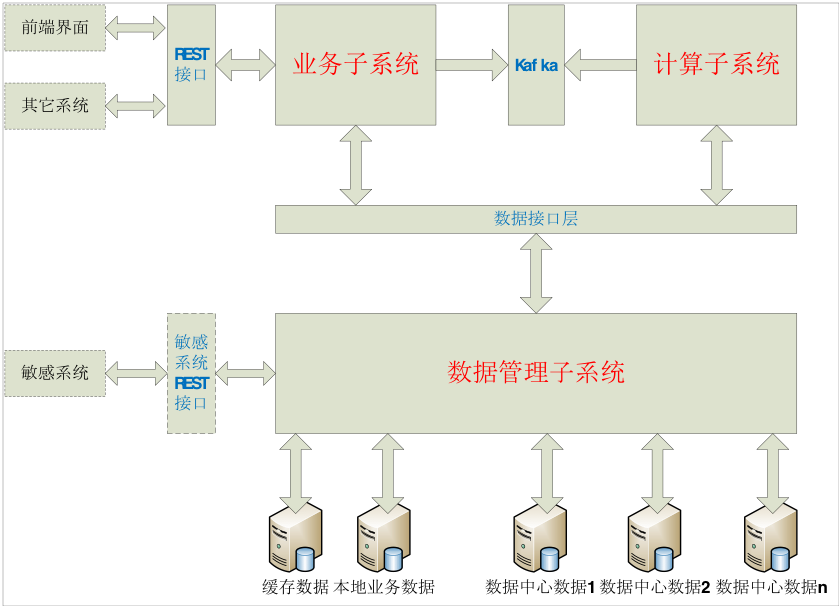 前端界面
其它系统
REST
接口
业务子系统
Kafka
计算子系统
数据接口层
敏感系统
敏感
系统
REST
接口
数据管理子系统
缓存数据
本地业务数据
数据中心数据1
数据中心数据2
数据中心数据n